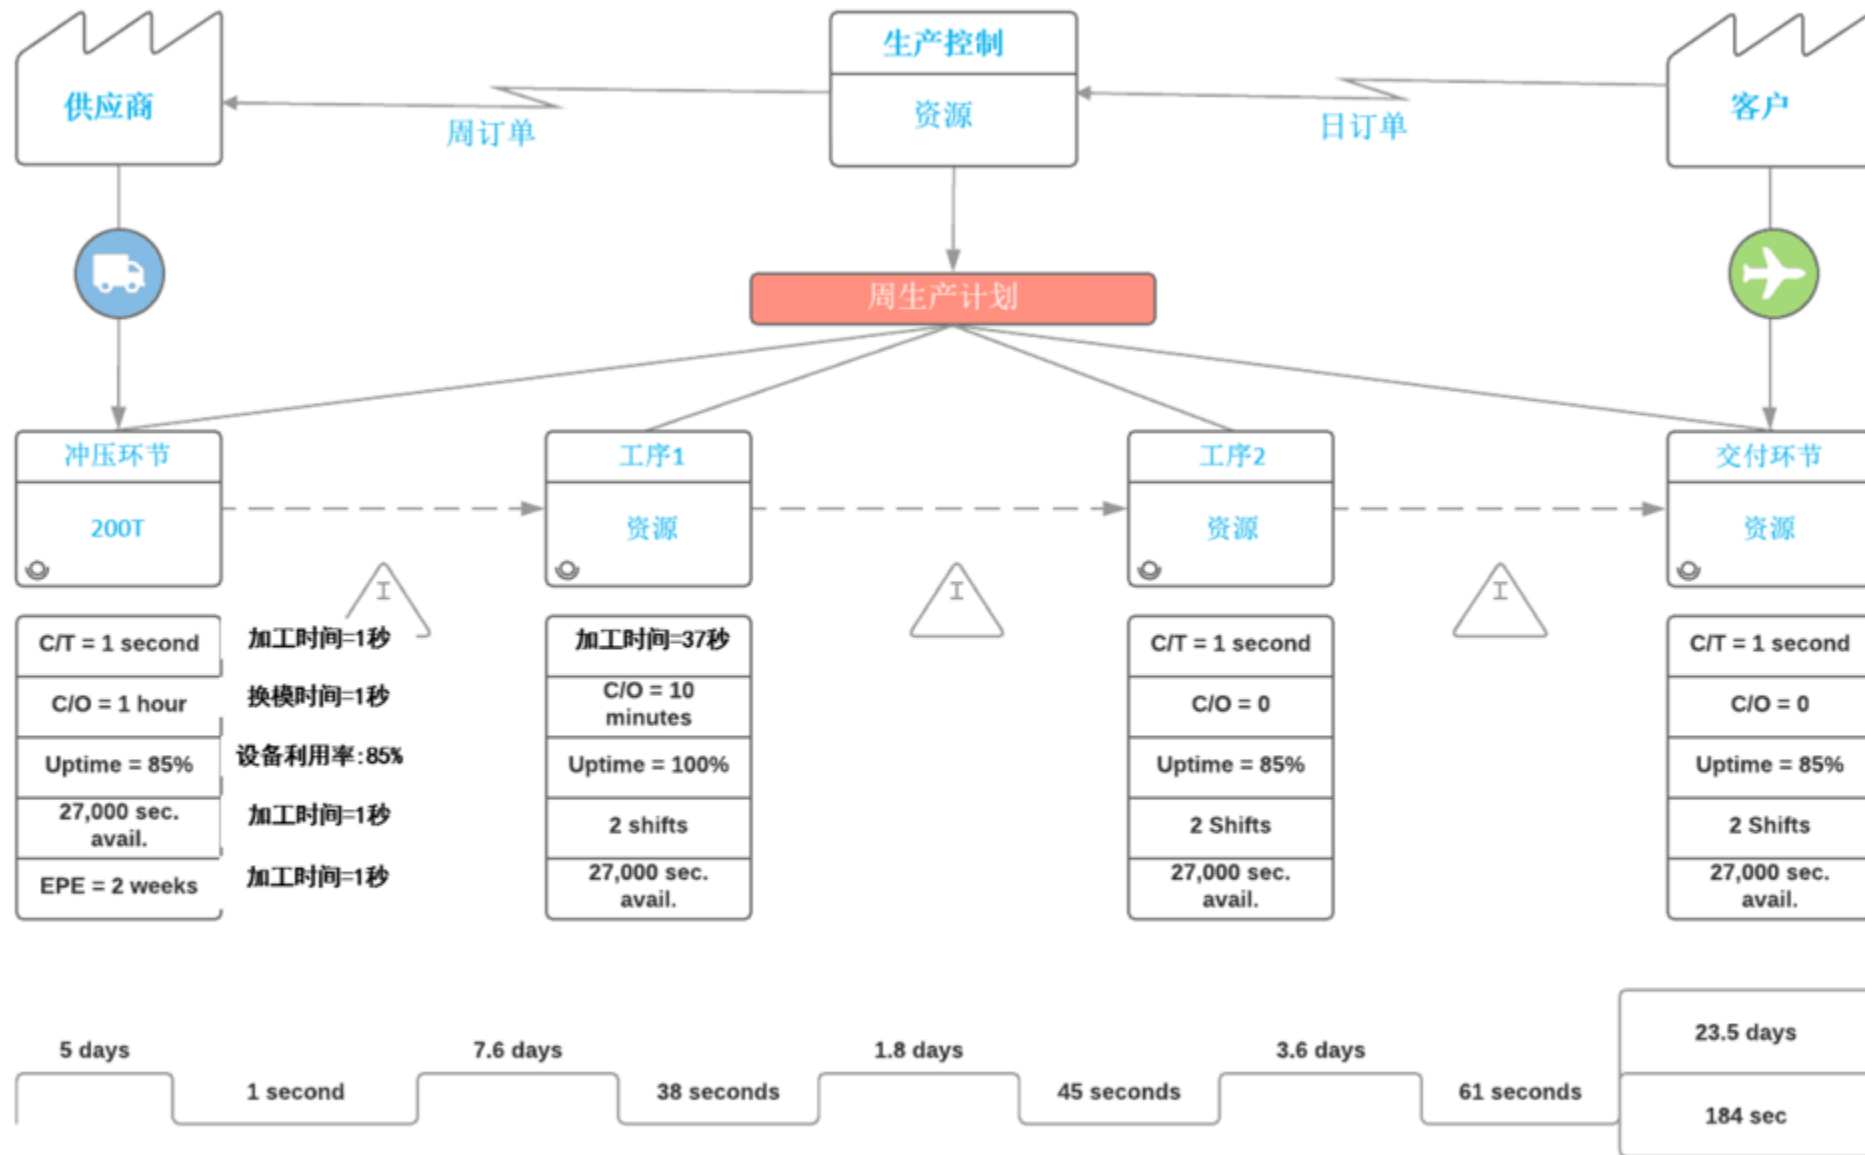 供应商
周订单
生产控制
资源
日订单
客户
周生产计划
冲压环节
200T
工序1
资源
工序2
资源
交付环节
资源
I
I
I
C/T = 1 second
C/O = 1 hour
Uptime = 85%
27,000 sec.
avail.
EPE = 2 weeks
加工时间=1秒
换模时间=1秒
设备利用率:85%
加工时间=1秒
加工时间=1秒
加工时间=37秒
C/O = 10
minutes
Uptime = 100%
2 shifts
27,000 sec.
avail.
C/T = 1 second
C/O = 0
Uptime = 85%
2 Shifts
27,000 sec.
avail.
C/T = 1 second
C/O = 0
Uptime = 85%
2 Shifts
27,000 sec.
avail.
5 days
1 second
7.6 days
38 seconds
1.8 days
45 seconds
3.6 days
61 seconds
23.5 days
184 sec